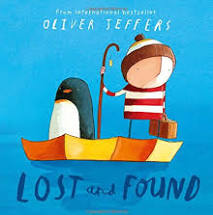 From international bestseller
OLIVER JEFFERS
LOST and FOUND